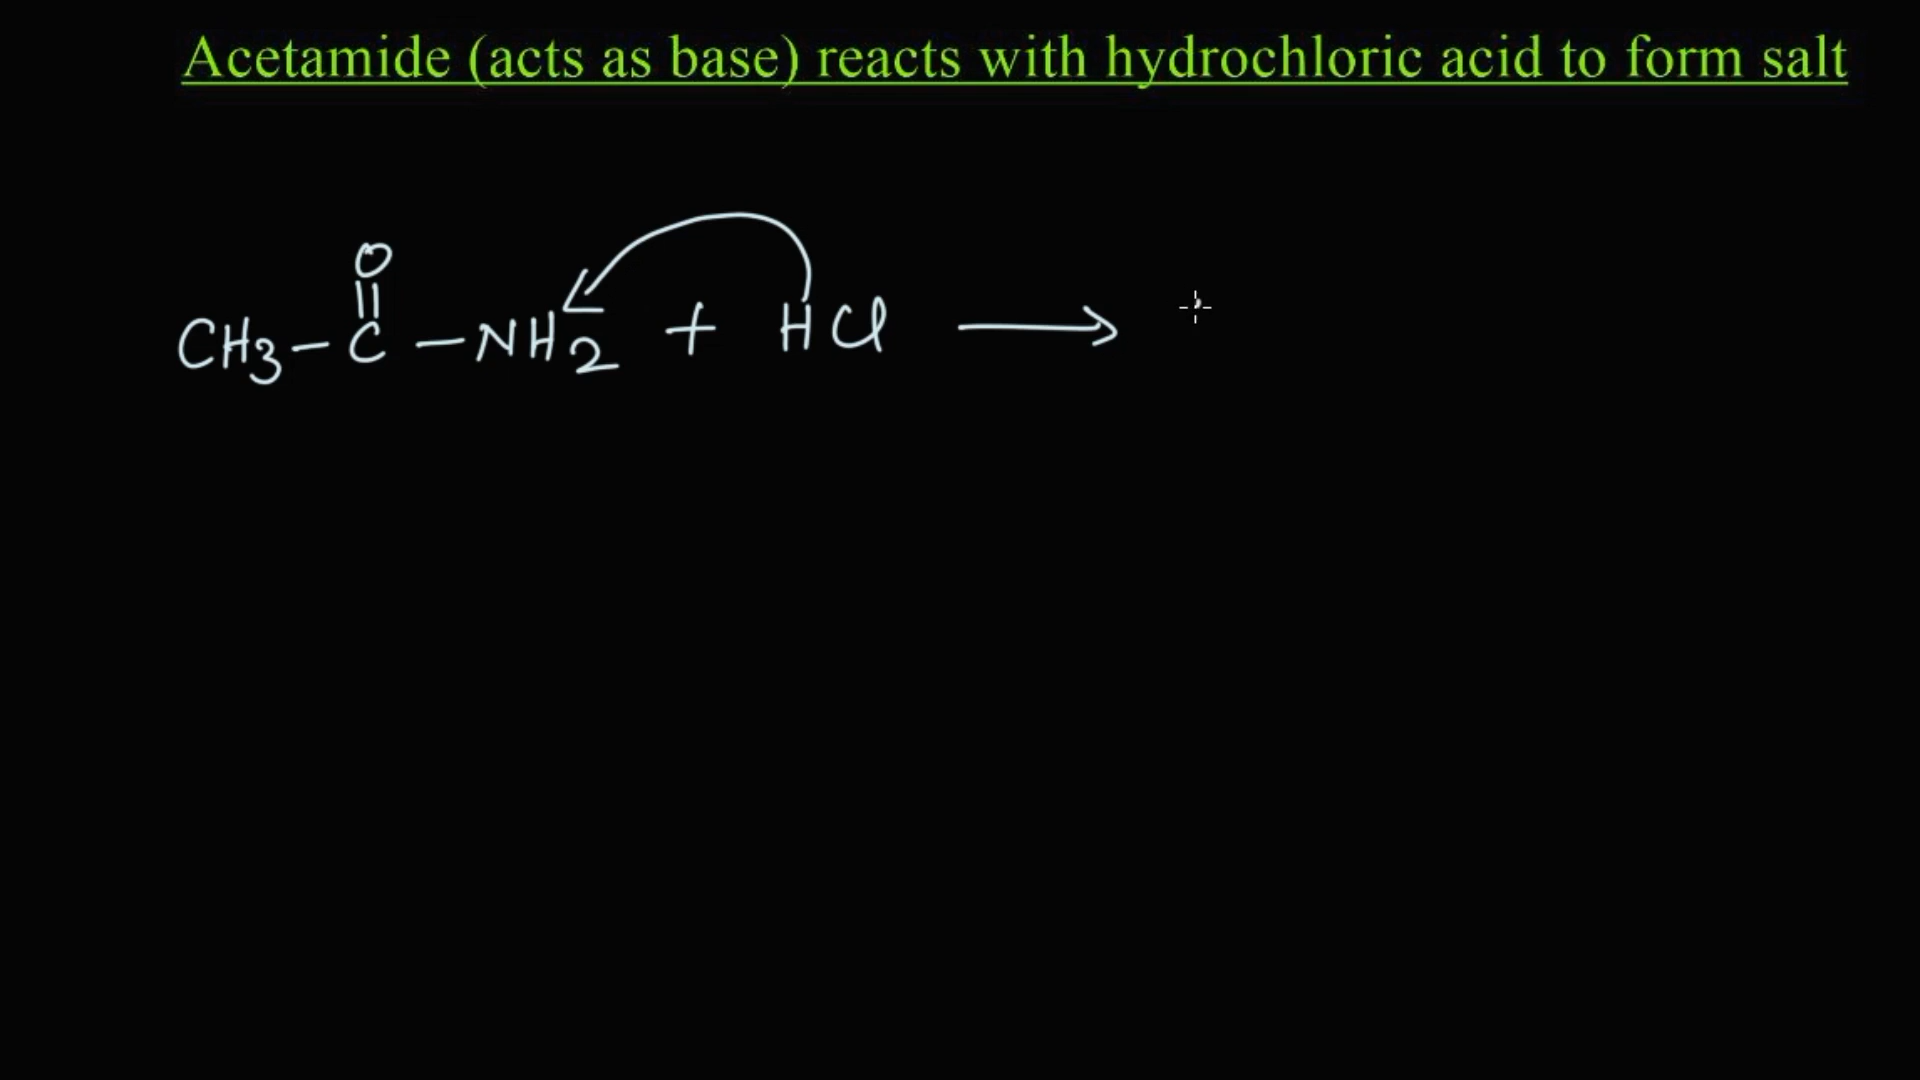 Acetamide (acts as base) reacts with hydrochloric acid to form salt
O
||
CH3-C-NH2 + HCl ⟶